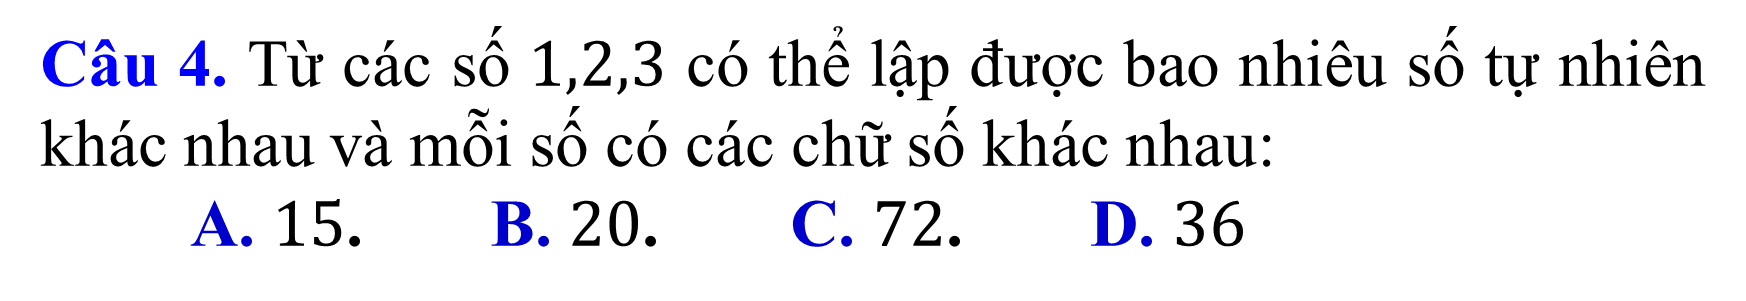 Câu 4. Từ các số 1,2,3 có thể lập được bao nhiêu số tự nhiên
khác nhau và mỗi số có các chữ số khác nhau:
A. 15. B. 20. C. 72. D. 36